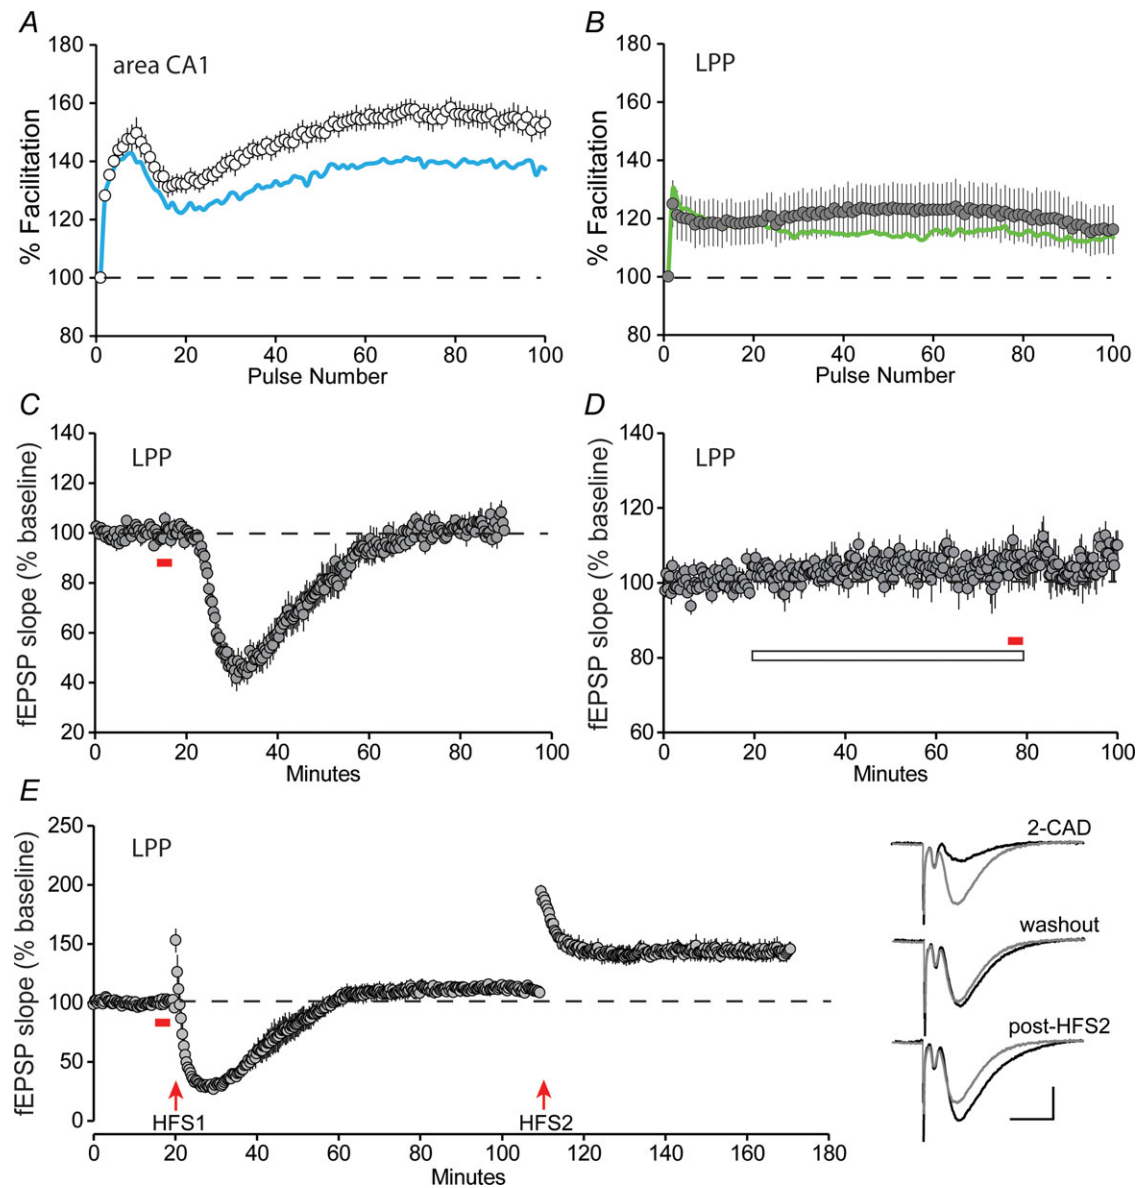 A
180
160
140
120
100
80
% Facilitation
area CA1
0 20 40 60 80 100
Pulse Number
B
180
160
140
120
100
80
% Facilitation
LPP
0 20 40 60 80 100
Pulse Number
C
140
120
100
80
60
40
20
fEPSP slope (% baseline)
LPP
0 20 40 60 80 100
Minutes
D
140
120
100
80
60
fEPSP slope (% baseline)
LPP
0 20 40 60 80 100
Minutes
E
250
200
150
100
50
0
fEPSP slope (% baseline)
LPP
HFS1
HFS2
0 20 40 60 80 100 120 140 160 180
Minutes
2-CAD
washout
post-HFS2